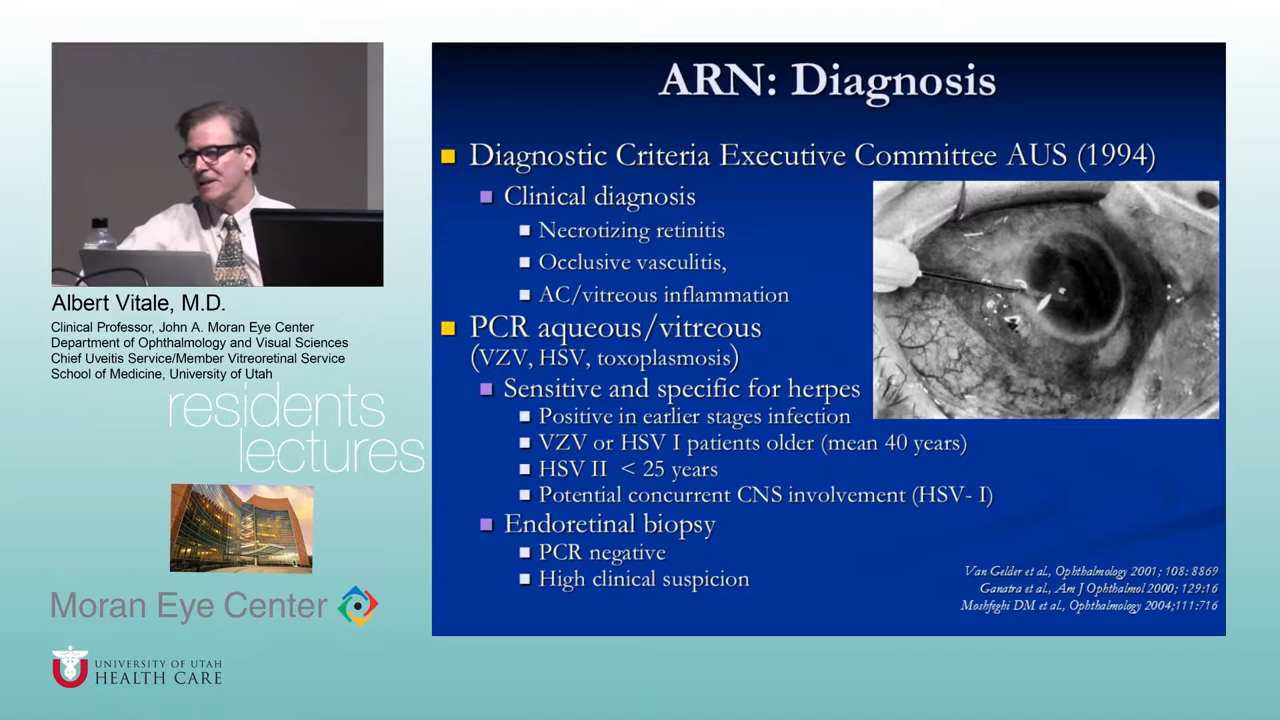 Albert Vitale, M.D.
Clinical Professor, John A. Moran Eye Center
Department of Ophthalmology and Visual Sciences
Chief Uveitis Service/Member Vitreoretinal Service
School of Medicine, University of Utah
residents
lectures
Moran Eye Center
UNIVERSITY OF UTAH
HEALTH CARE
ARN: Diagnosis
Diagnostic Criteria Executive Committee AUS (1994)
Clinical diagnosis
Necrotizing retinitis
Occlusive vasculitis,
AC/vitreous inflammation
PCR aqueous/vitreous
(VZV, HSV, toxoplasmosis)
Sensitive and specific for herpes
Positive in earlier stages infection
VZV or HSV I patients older (mean 40 years)
HSV II < 25 years
Potential concurrent CNS involvement (HSV- I)
Endoretinal biopsy
PCR negative
High clinical suspicion
Van Gelder et al., Ophthalmology 2001; 108: 8869
Ganatra et al., Am J Ophthalmol 2000; 129:16
Moshfeghi DM et al., Ophthalmology 2004;111:716